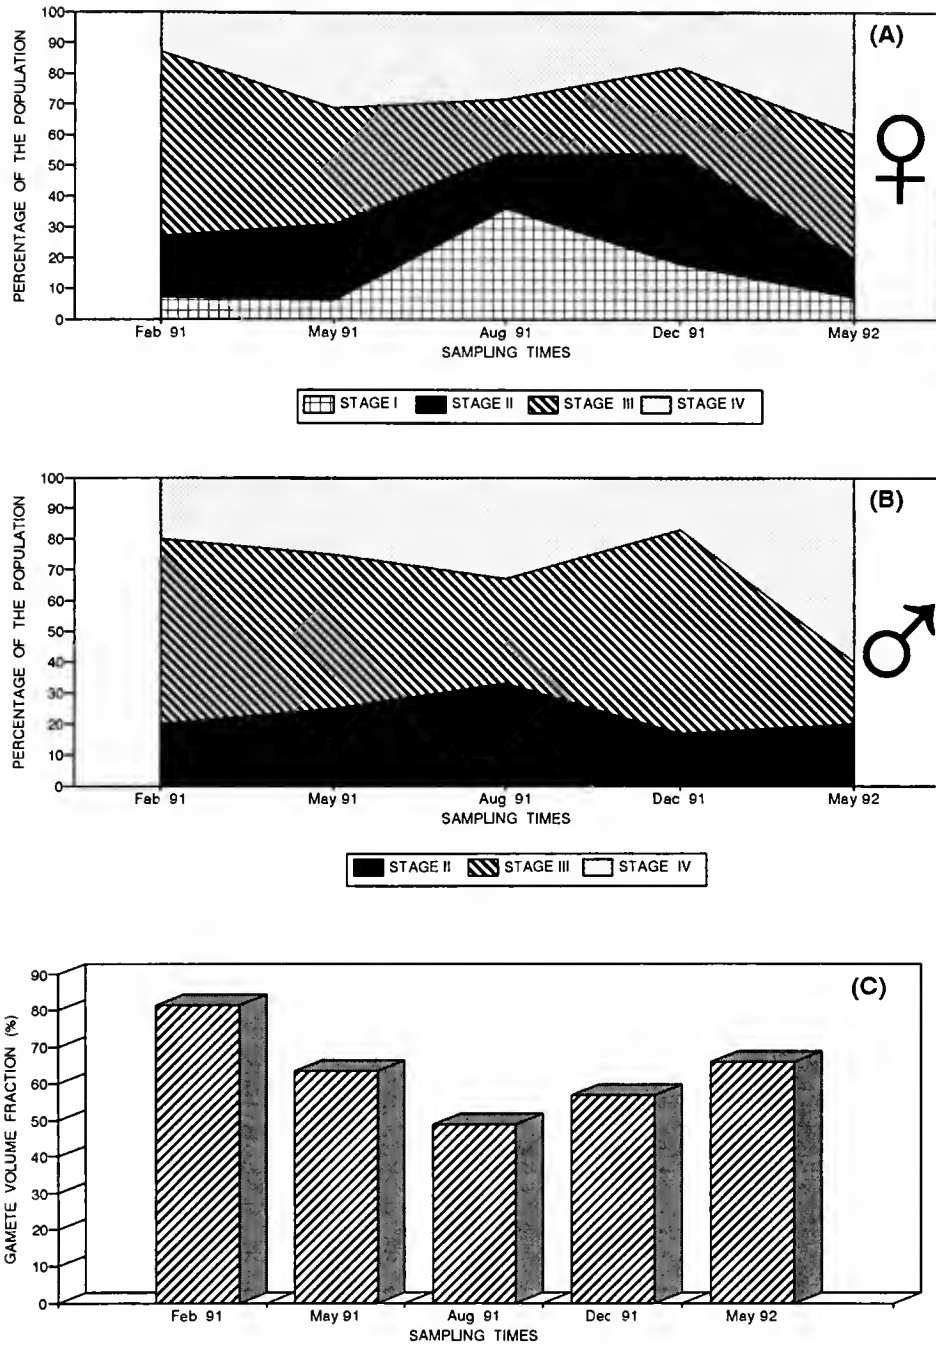 (A)
PERCENTAGE OF THE POPULATION
100
90
80
70
60
50
40
30
20
10
0
Feb 91 May 91 Aug 91 Dec 91 May 92
SAMPLING TIMES
STAGE I STAGE II STAGE III STAGE IV
(B)
PERCENTAGE OF THE POPULATION
100
90
80
70
60
50
40
30
20
10
0
Feb 91 May 91 Aug 91 Dec 91 May 92
SAMPLING TIMES
STAGE II STAGE III STAGE IV
(C)
GAMETE VOLUME FRACTION (%)
90
80
70
60
50
40
30
20
10
0
Feb 91 May 91 Aug 91 Dec 91 May 92
SAMPLING TIMES